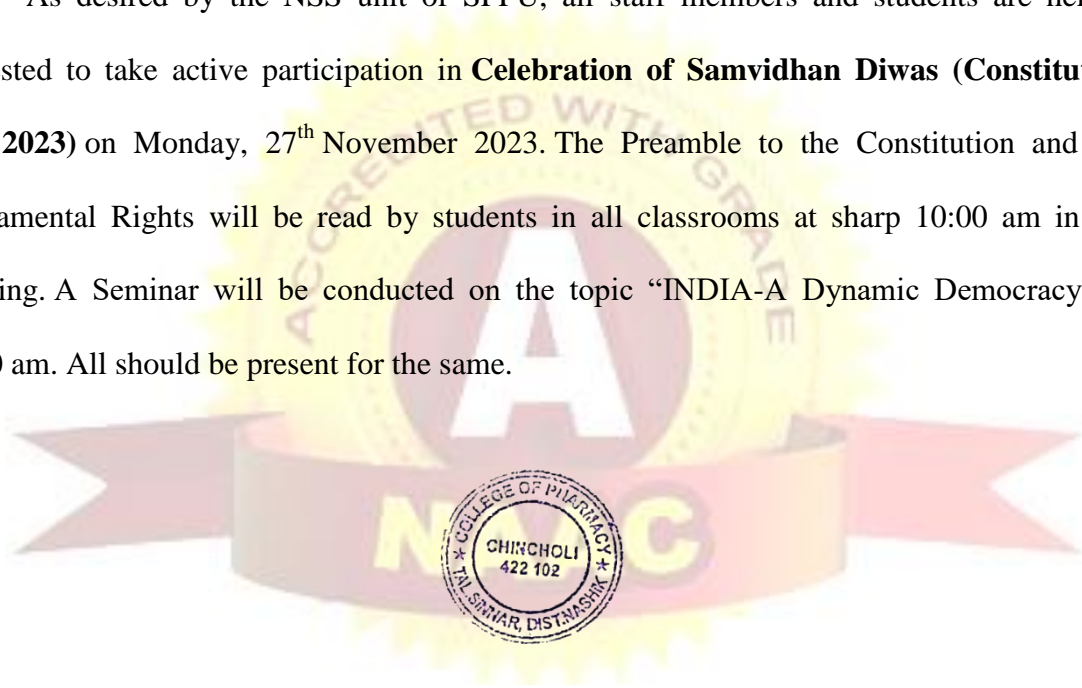 As desired by the NSS unit of SPPU, all staff members and students are
sted to take active participation in Celebration of Samvidhan Diwas (Constitu
2023) on Monday, 27th November 2023. The Preamble to the Constitution and
amental Rights will be read by students in all classrooms at sharp 10:00 am in
ing. A Seminar will be conducted on the topic “INDIA-A Dynamic Democracy
am. All should be present for the same.
ACCREDITED WITH GRADE
A
NAAC
COLLEGE OF PHARMACY
CHINCHOLI
422 102
TAL SINNAR, DIST.NASHIK